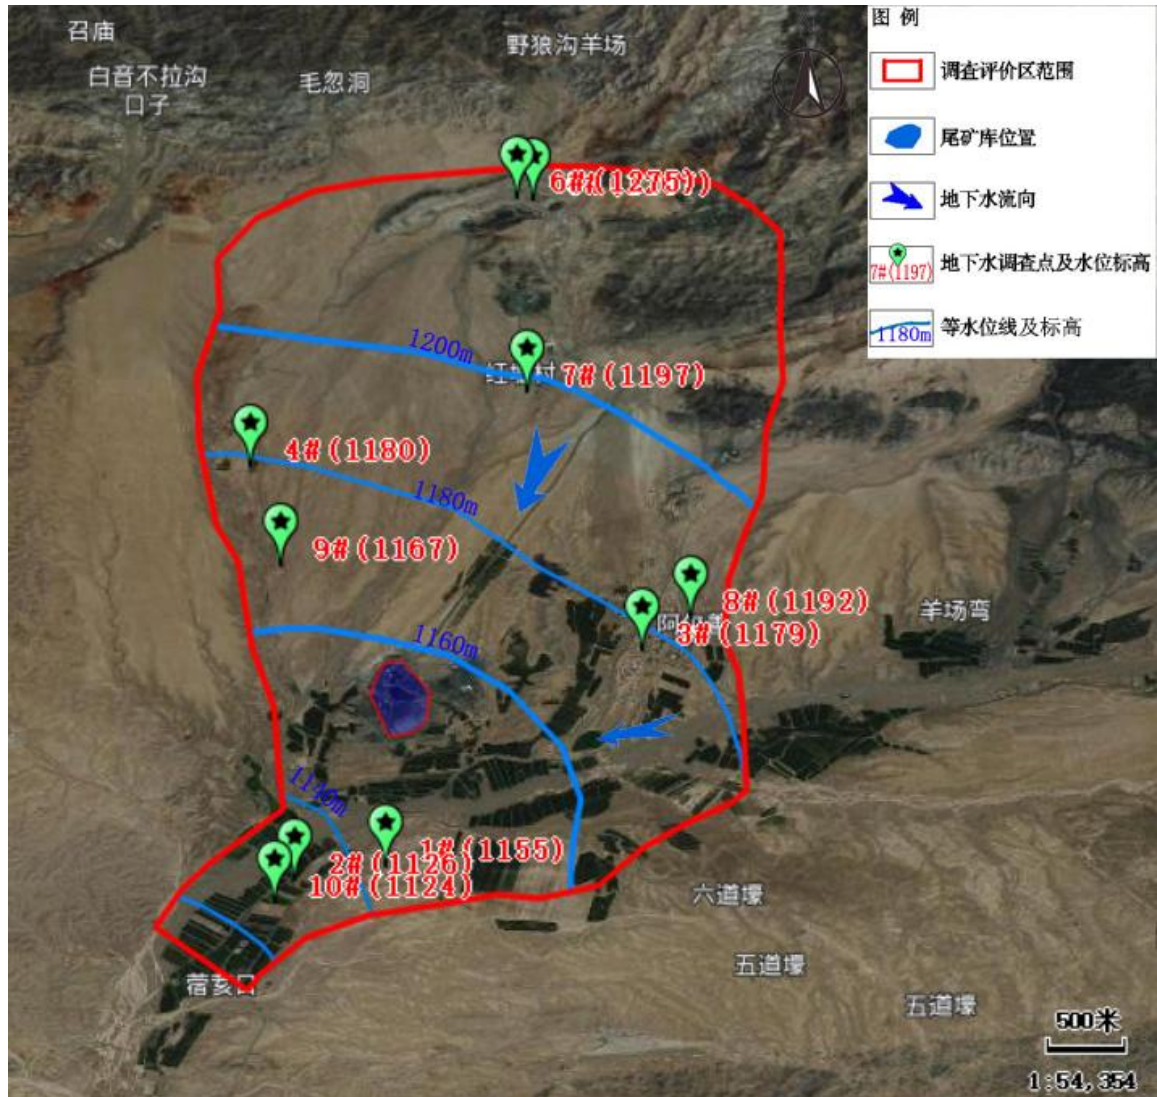 召庙
野狼沟羊场
白音不拉沟
口子
毛忽洞
图 例
调查评价区范围
尾矿库位置
地下水流向
7#(1197)
地下水调查点及水位标高
1180m
等水位线及标高
6#(1275)
1200m
7#(1197)
4#(1180)
1180m
9#(1167)
8#(1192)
羊场弯
3#(1179)
1160m
1140m
1#(1155)
2#(1126)
10#(1124)
六道壕
五道壕
五道壕
蓿亥口
500米
1:54,354